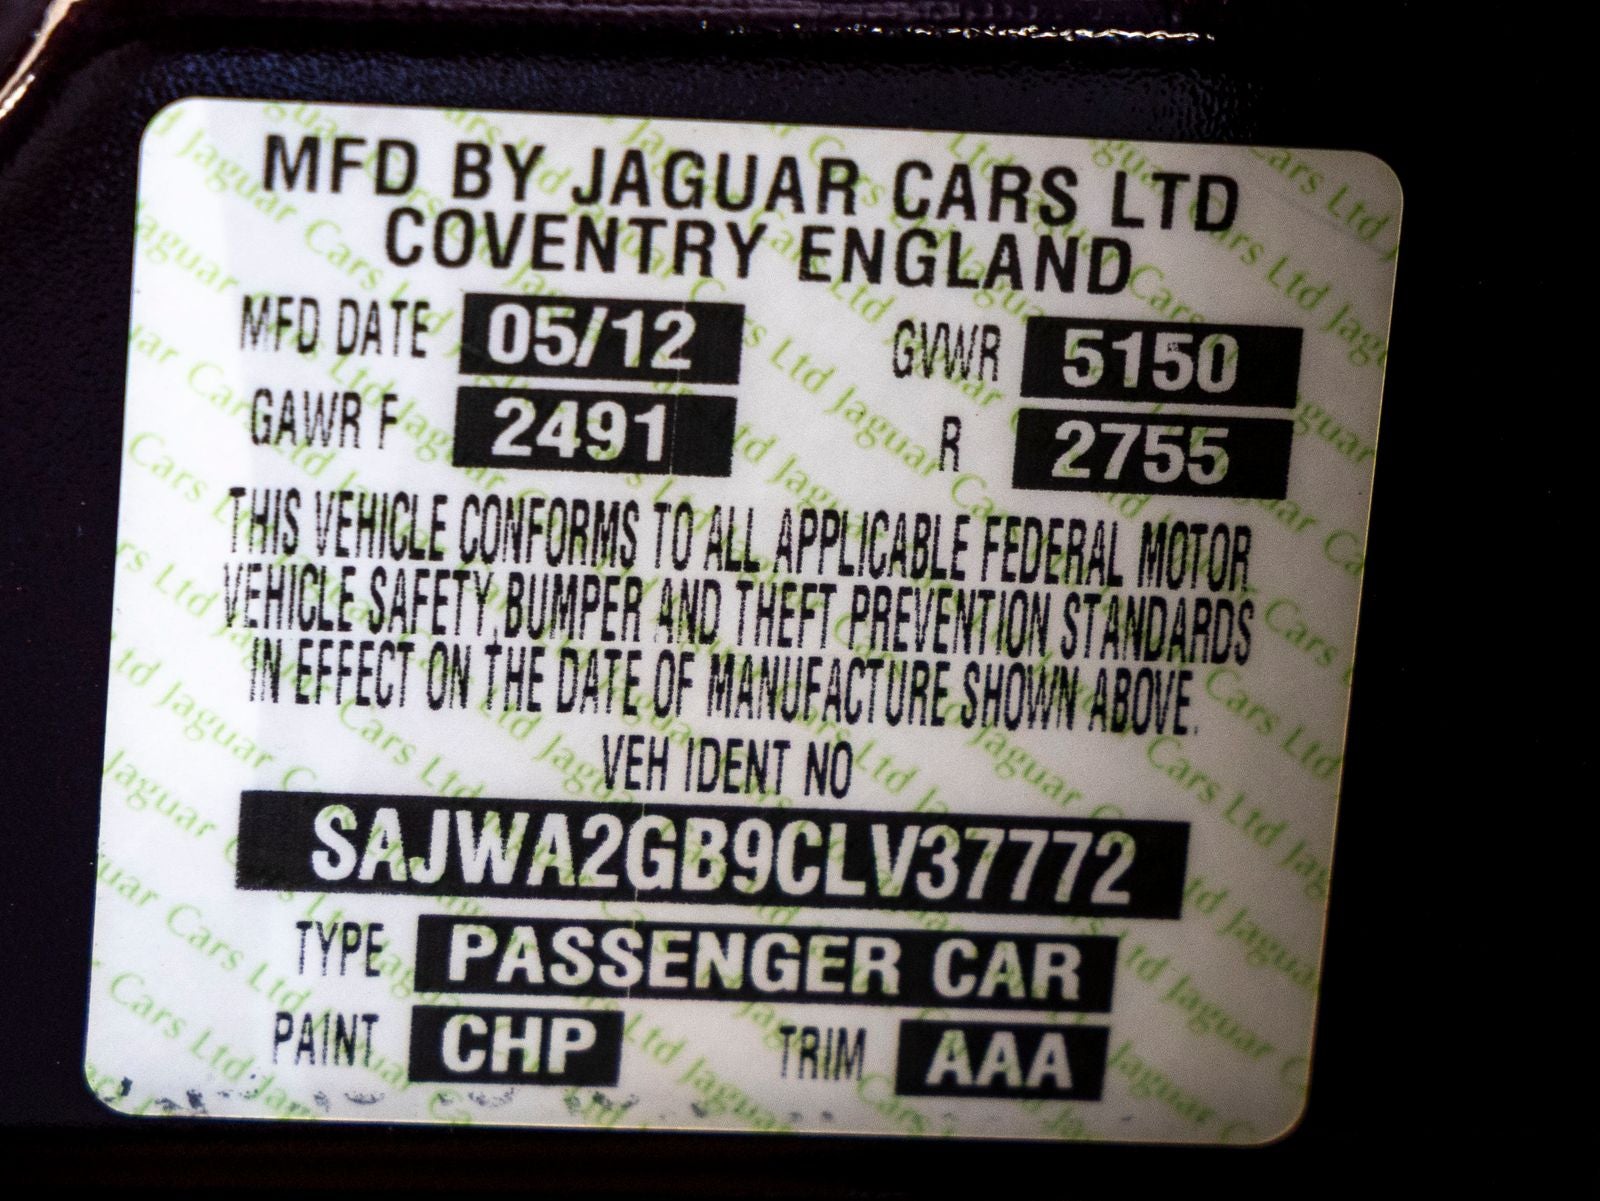 MFD BY JAGUAR CARS LTD
COVENTRY ENGLAND
MFD DATE 05/12 GVWR 5150
GAWR F 2491 R 2755
THIS VEHICLE CONFORMS TO ALL APPLICABLE FEDERAL MOTOR
VEHICLE SAFETY, BUMPER AND THEFT PREVENTION STANDARDS
IN EFFECT ON THE DATE OF MANUFACTURE SHOWN ABOVE.
VEH IDENT NO
SAJWA2GB9CLV37772
TYPE PASSENGER CAR
PAINT CHP TRIM AAA